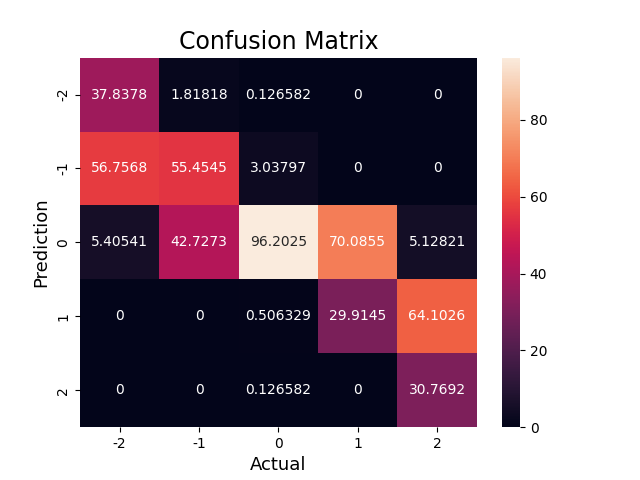 Confusion Matrix
-2 37.8378 1.81818 0.126582 0 0
-1 56.7568 55.4545 3.03797 0 0
0 5.40541 42.7273 96.2025 70.0855 5.12821
1 0 0 0.506329 29.9145 64.1026
2 0 0 0.126582 0 30.7692
-2 -1 0 1 2
Prediction
Actual
80
60
40
20
0